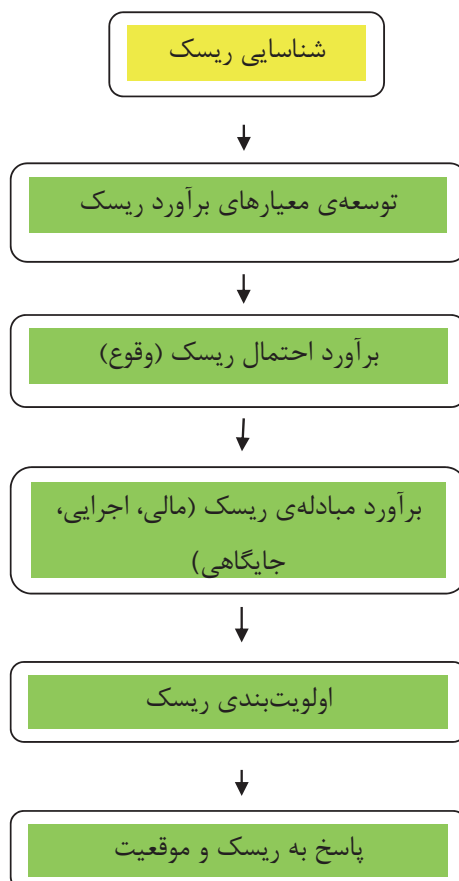 شناسایی ریسک
توسعه‌ی معیارهای برآورد ریسک
برآورد احتمال ریسک (وقوع)
برآورد مبادله‌ی ریسک (مالی، اجرایی،
جایگاهی)
اولویت‌بندی ریسک
پاسخ به ریسک و موقعیت